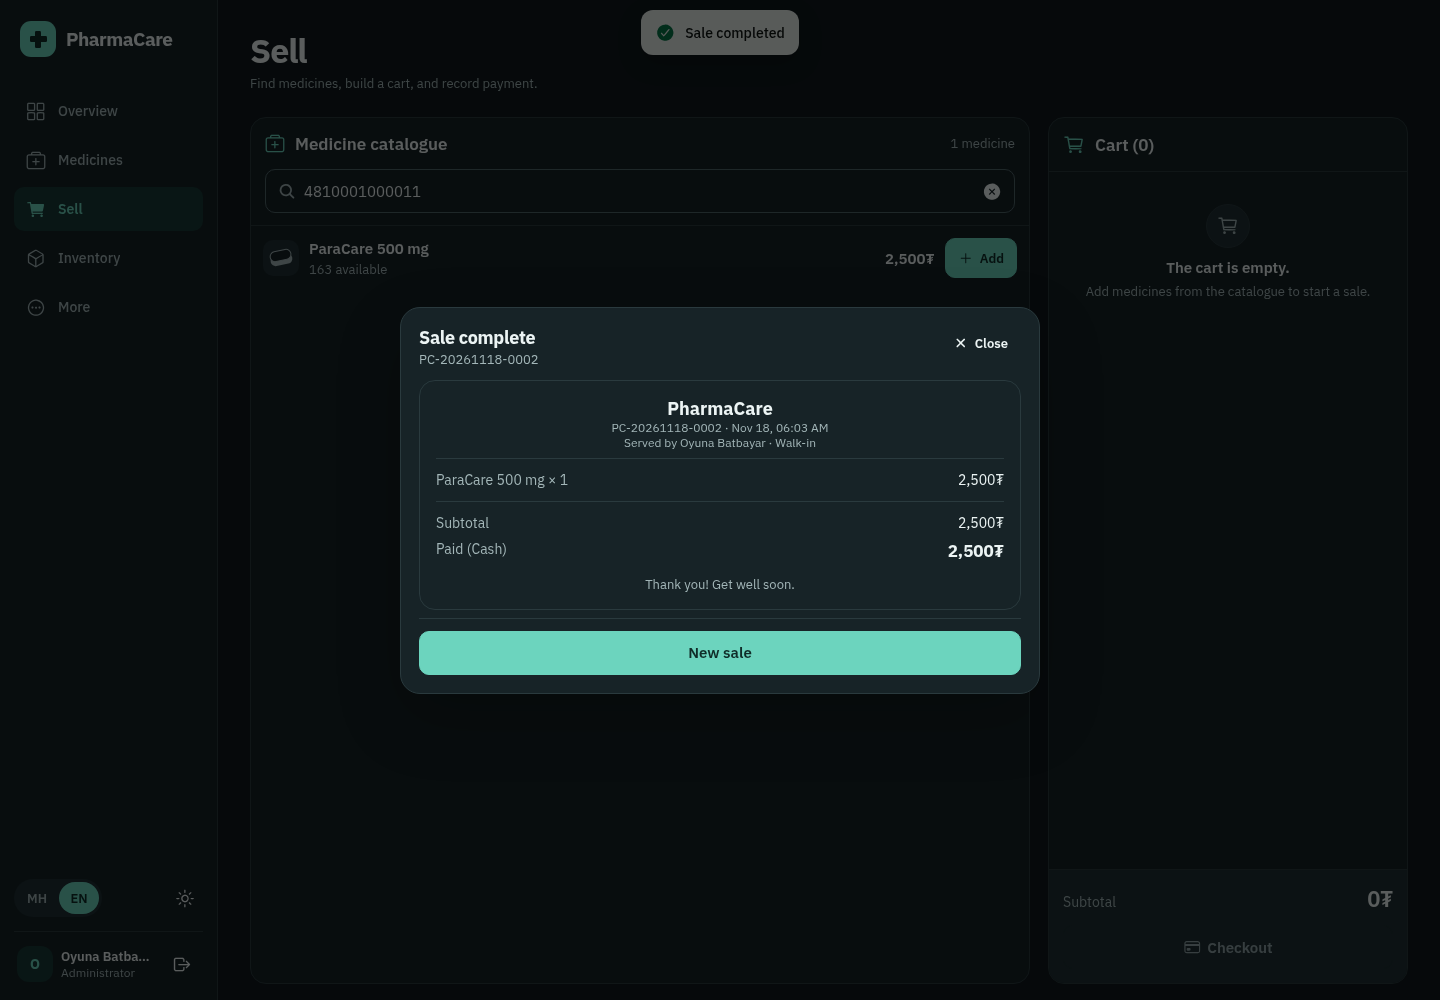 PharmaCare
Overview
Medicines
Sell
Inventory
More
MH
EN
O
Oyuna Batba...
Administrator
Sale completed
Sell
Find medicines, build a cart, and record payment.
Medicine catalogue
1 medicine
4810001000011
ParaCare 500 mg
163 available
2,500₮
Add
Cart (0)
The cart is empty.
Add medicines from the catalogue to start a sale.
Subtotal
0₮
Checkout
Sale complete
PC-20261118-0002
Close
PharmaCare
PC-20261118-0002 · Nov 18, 06:03 AM
Served by Oyuna Batbayar · Walk-in
ParaCare 500 mg × 1
2,500₮
Subtotal
2,500₮
Paid (Cash)
2,500₮
Thank you! Get well soon.
New sale